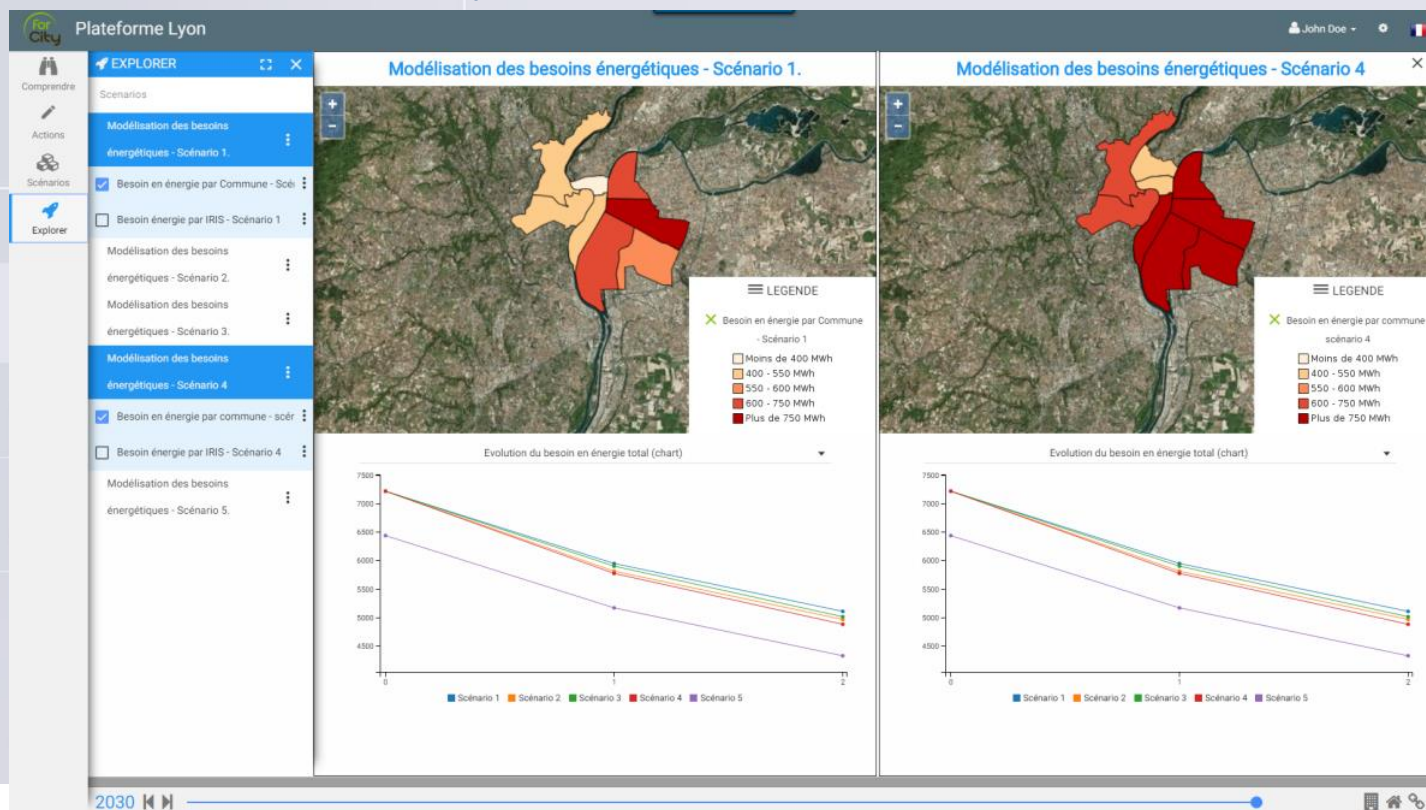 For
City
Plateforme Lyon
John Doe
Comprendre
Actions
Scénarios
Explorer
EXPLORER
Scenarios
Modélisation des besoins
énergétiques - Scénario 1.
Besoin en énergie par Commune - Scé
Besoin énergie par IRIS - Scénario 1
Modélisation des besoins
énergétiques - Scénario 2.
Modélisation des besoins
énergétiques - Scénario 3.
Modélisation des besoins
énergétiques - Scénario 4
Besoin en énergie par commune - scér
Besoin énergie par IRIS - Scénario 4
Modélisation des besoins
énergétiques - Scénario 5.
Modélisation des besoins énergétiques - Scénario 1.
+
-
LEGENDE
Besoin en énergie par Commune
- Scénario 1
Moins de 400 MWh
400 - 550 MWh
550 - 600 MWh
600 - 750 MWh
Plus de 750 MWh
Evolution du besoin en énergie total (chart)
7500
7000
6500
6000
5500
5000
4500
0 1 2
Scénario 1 Scénario 2 Scénario 3 Scénario 4 Scénario 5
Modélisation des besoins énergétiques - Scénario 4
+
-
LEGENDE
Besoin en énergie par commune
scénario 4
Moins de 400 MWh
400 - 550 MWh
550 - 600 MWh
600 - 750 MWh
Plus de 750 MWh
Evolution du besoin en énergie total (chart)
7500
7000
6500
6000
5500
5000
4500
0 1 2
Scénario 1 Scénario 2 Scénario 3 Scénario 4 Scénario 5
2030